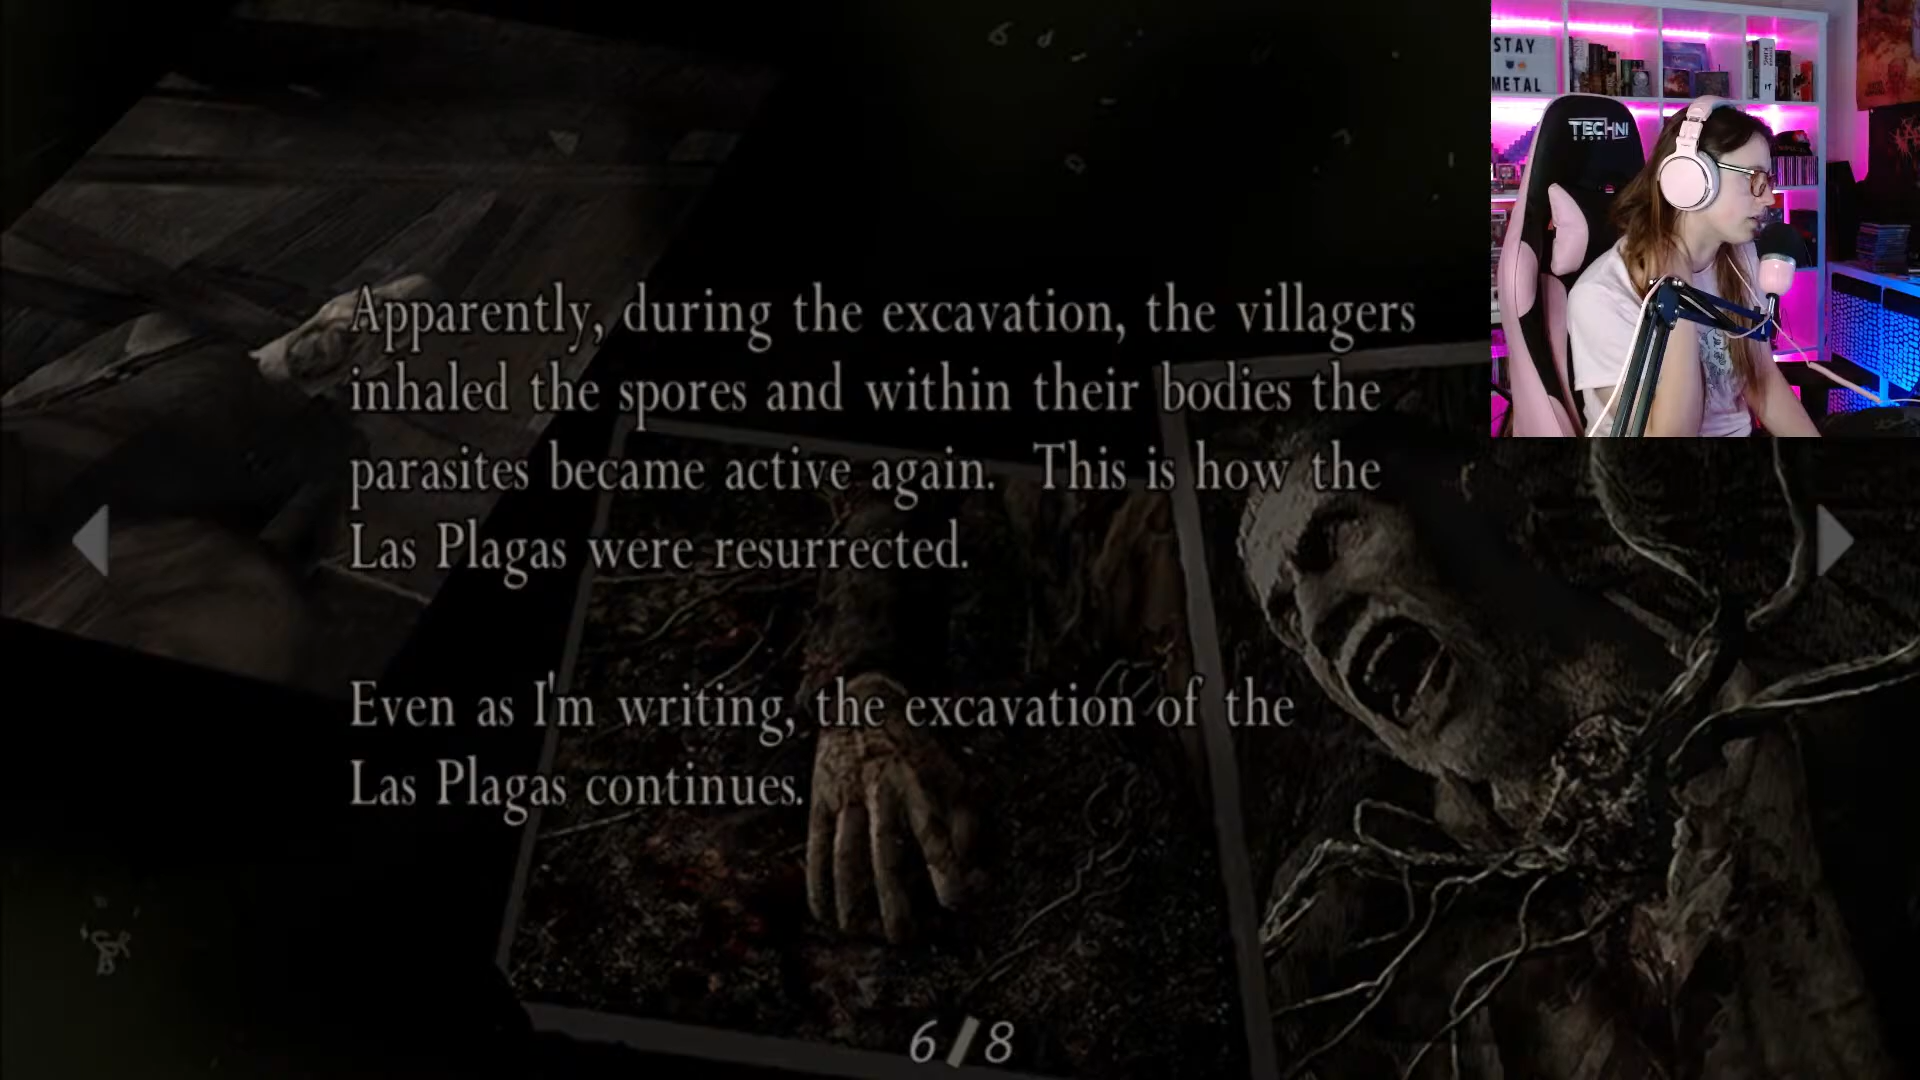 STAY
METAL
TECHNI
SPORT
Apparently, during the excavation, the villagers
inhaled the spores and within their bodies the
parasites became active again. This is how the
Las Plagas were resurrected.
Even as I'm writing, the excavation of the
Las Plagas continues.
6/8